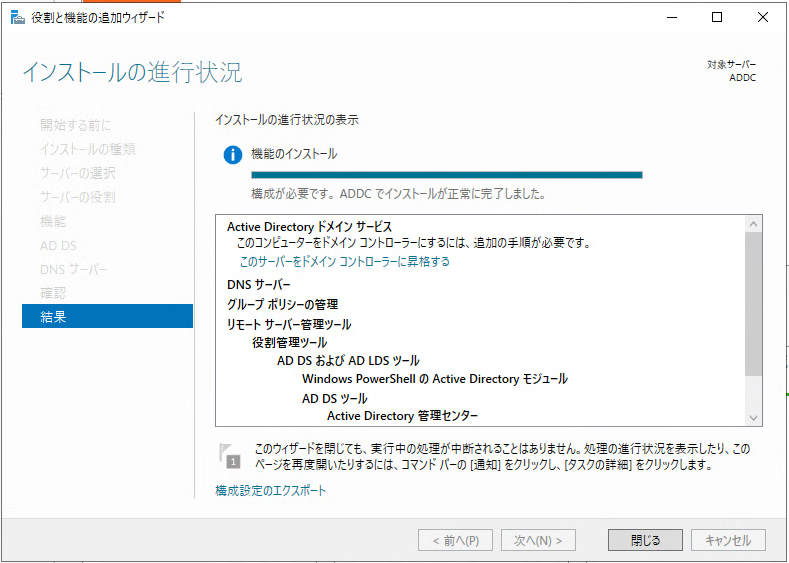 役割と機能の追加ウィザード
インストールの進行状況
対象サーバー
ADDC
開始する前に
インストールの種類
サーバーの選択
サーバーの役割
機能
AD DS
DNS サーバー
確認
結果
インストールの進行状況の表示
機能のインストール
構成が必要です。 ADDC でインストールが正常に完了しました。
Active Directory ドメイン サービス
このコンピューターをドメイン コントローラーにするには、追加の手順が必要です。
このサーバーをドメイン コントローラーに昇格する
DNS サーバー
グループ ポリシーの管理
リモート サーバー管理ツール
役割管理ツール
AD DS および AD LDS ツール
Windows PowerShell の Active Directory モジュール
AD DS ツール
Active Directory 管理センター
1
このウィザードを閉じても、実行中の処理が中断されることはありません。処理の進行状況を表示したり、この
ページを再度開いたりするには、コマンド バーの [通知] をクリックし、[タスクの詳細] をクリックします。
構成設定のエクスポート
< 前へ(P)
次へ(N) >
閉じる
キャンセル